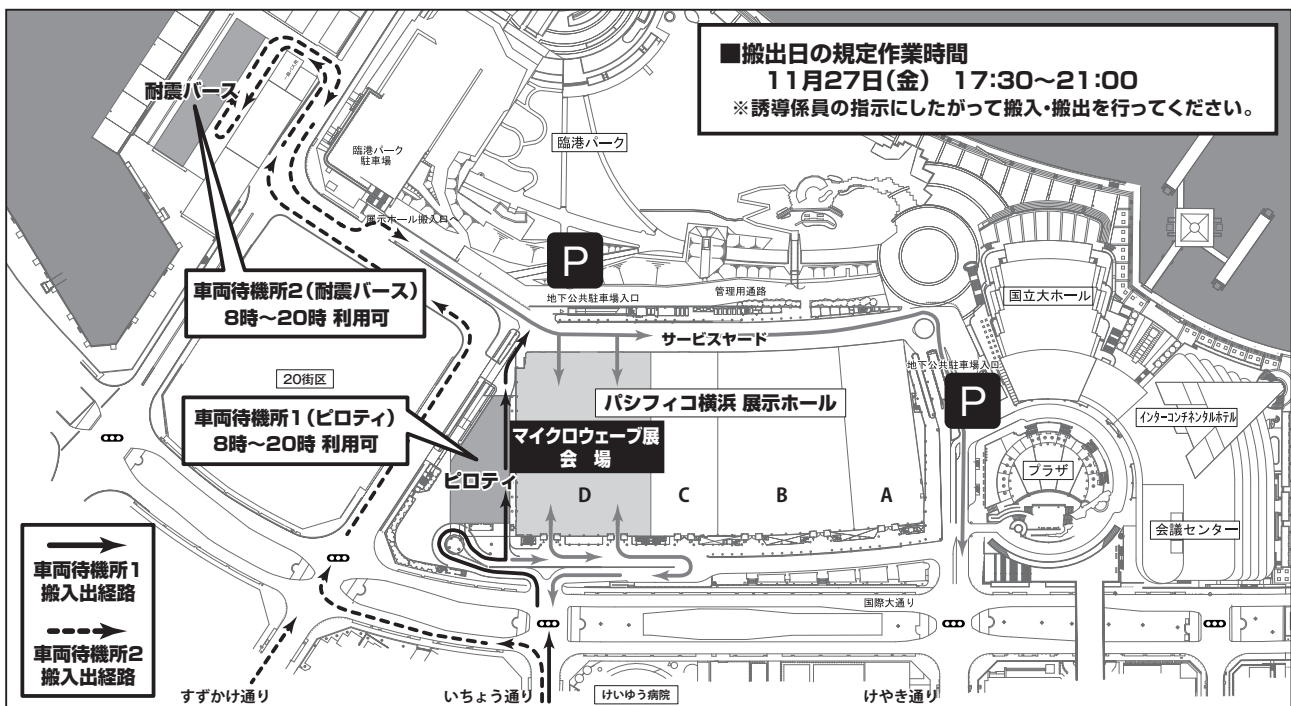 ■搬出日の規定作業時間
11月27日(金) 17:30〜21:00
※誘導係員の指示にしたがって搬入・搬出を行ってください。
耐震バース
臨港パーク
駐車場
臨港パーク
展示ホール搬入口へ
P
地下公共駐車場入口
管理用通路
国立大ホール
車両待機所2(耐震バース)
8時〜20時 利用可
サービスヤード
地下公共駐車場入口
P
20街区
パシフィコ横浜 展示ホール
インターコンチネンタルホテル
車両待機所1(ピロティ)
8時〜20時 利用可
マイクロウェーブ展
会 場
ピロティ
プラザ
D
C
B
A
会議センター
車両待機所1
搬入出経路
車両待機所2
搬入出経路
国際大通り
すずかけ通り
いちょう通り
けいゆう病院
けやき通り